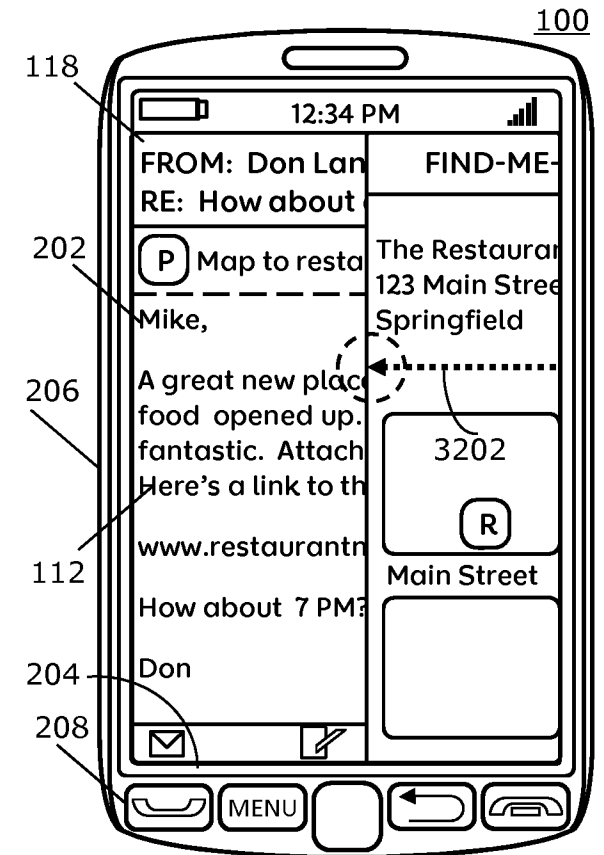 100
118
12:34 PM
FROM: Don Lan
RE: How about
FIND-ME-
202
P Map to resta
The Restaurar
123 Main Stree
Springfield
Mike,
206
A great new place
food opened up.
fantastic. Attach
Here's a link to th
3202
R
112
www.restaurantn
Main Street
How about 7 PM?
204
Don
208
MENU